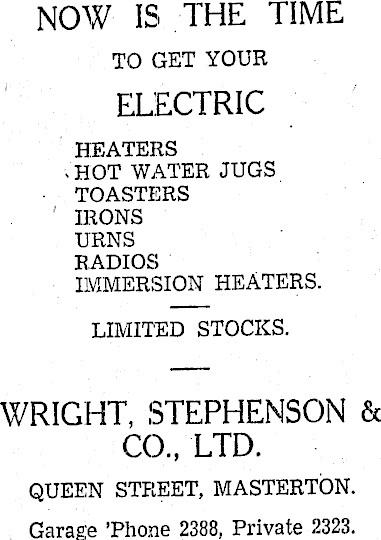 NOW IS THE TIME
TO GET YOUR
ELECTRIC
HEATERS
HOT WATER JUGS
TOASTERS
IRONS
URNS
RADIOS
IMMERSION HEATERS.
LIMITED STOCKS.
WRIGHT, STEPHENSON &
CO., LTD.
QUEEN STREET, MASTERTON.
Garage 'Phone 2388, Private 2323.